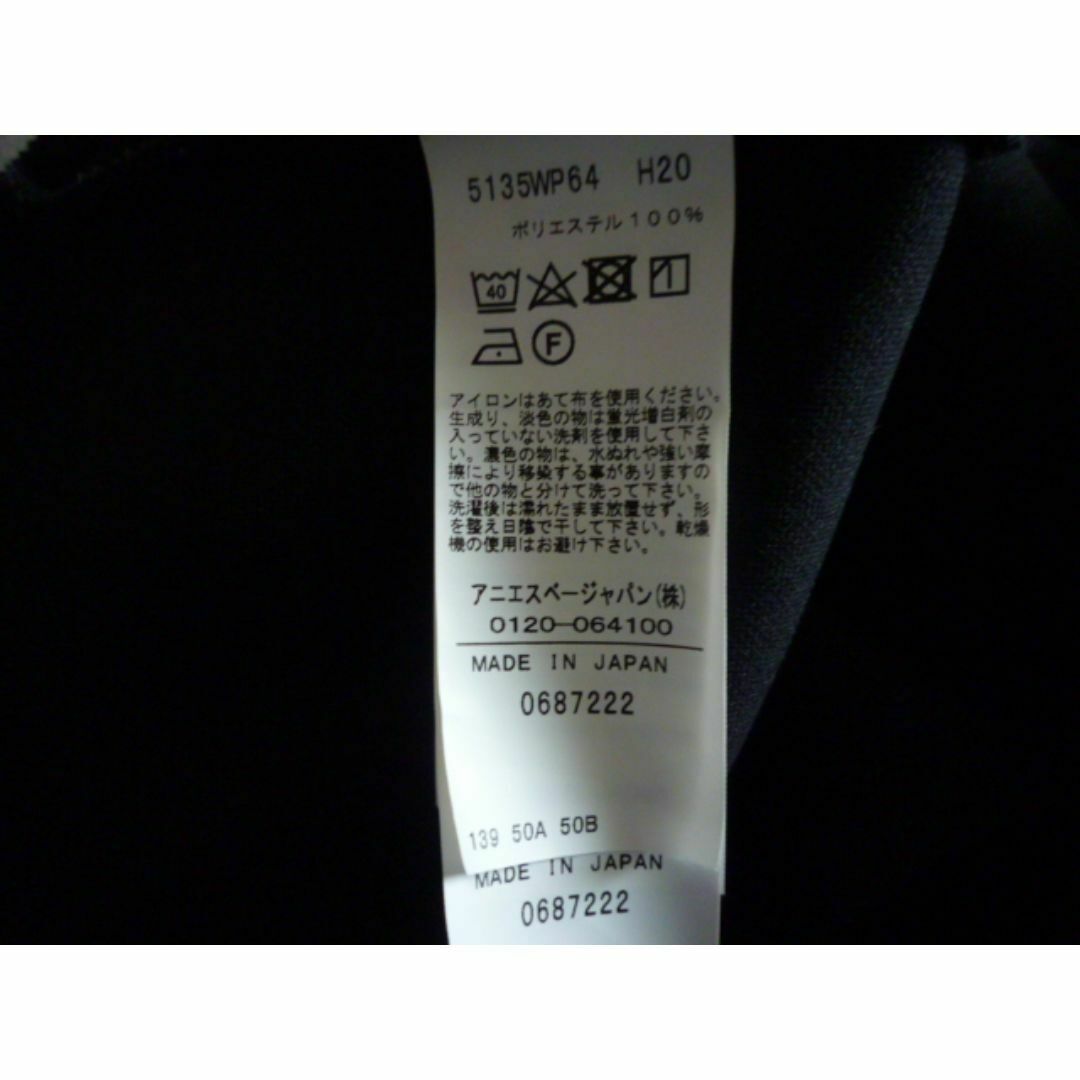 5135WP64 H20
ポリエステル100%
40
F
アイロンはあて布を使用ください。
生成り、淡色の物は蛍光増白剤の
入っていない洗剤を使用して下さ
い。濃色の物は、水ぬれや強い摩
擦により移染する事がありますの
で他の物と分けて洗って下さい。
洗濯後は濡れたまま放置せず、形
を整え日陰で干して下さい。乾燥
機の使用はお避け下さい。
アニエスベージャパン(株)
0120-064100
MADE IN JAPAN
0687222
139 50A 50B
MADE IN JAPAN
0687222